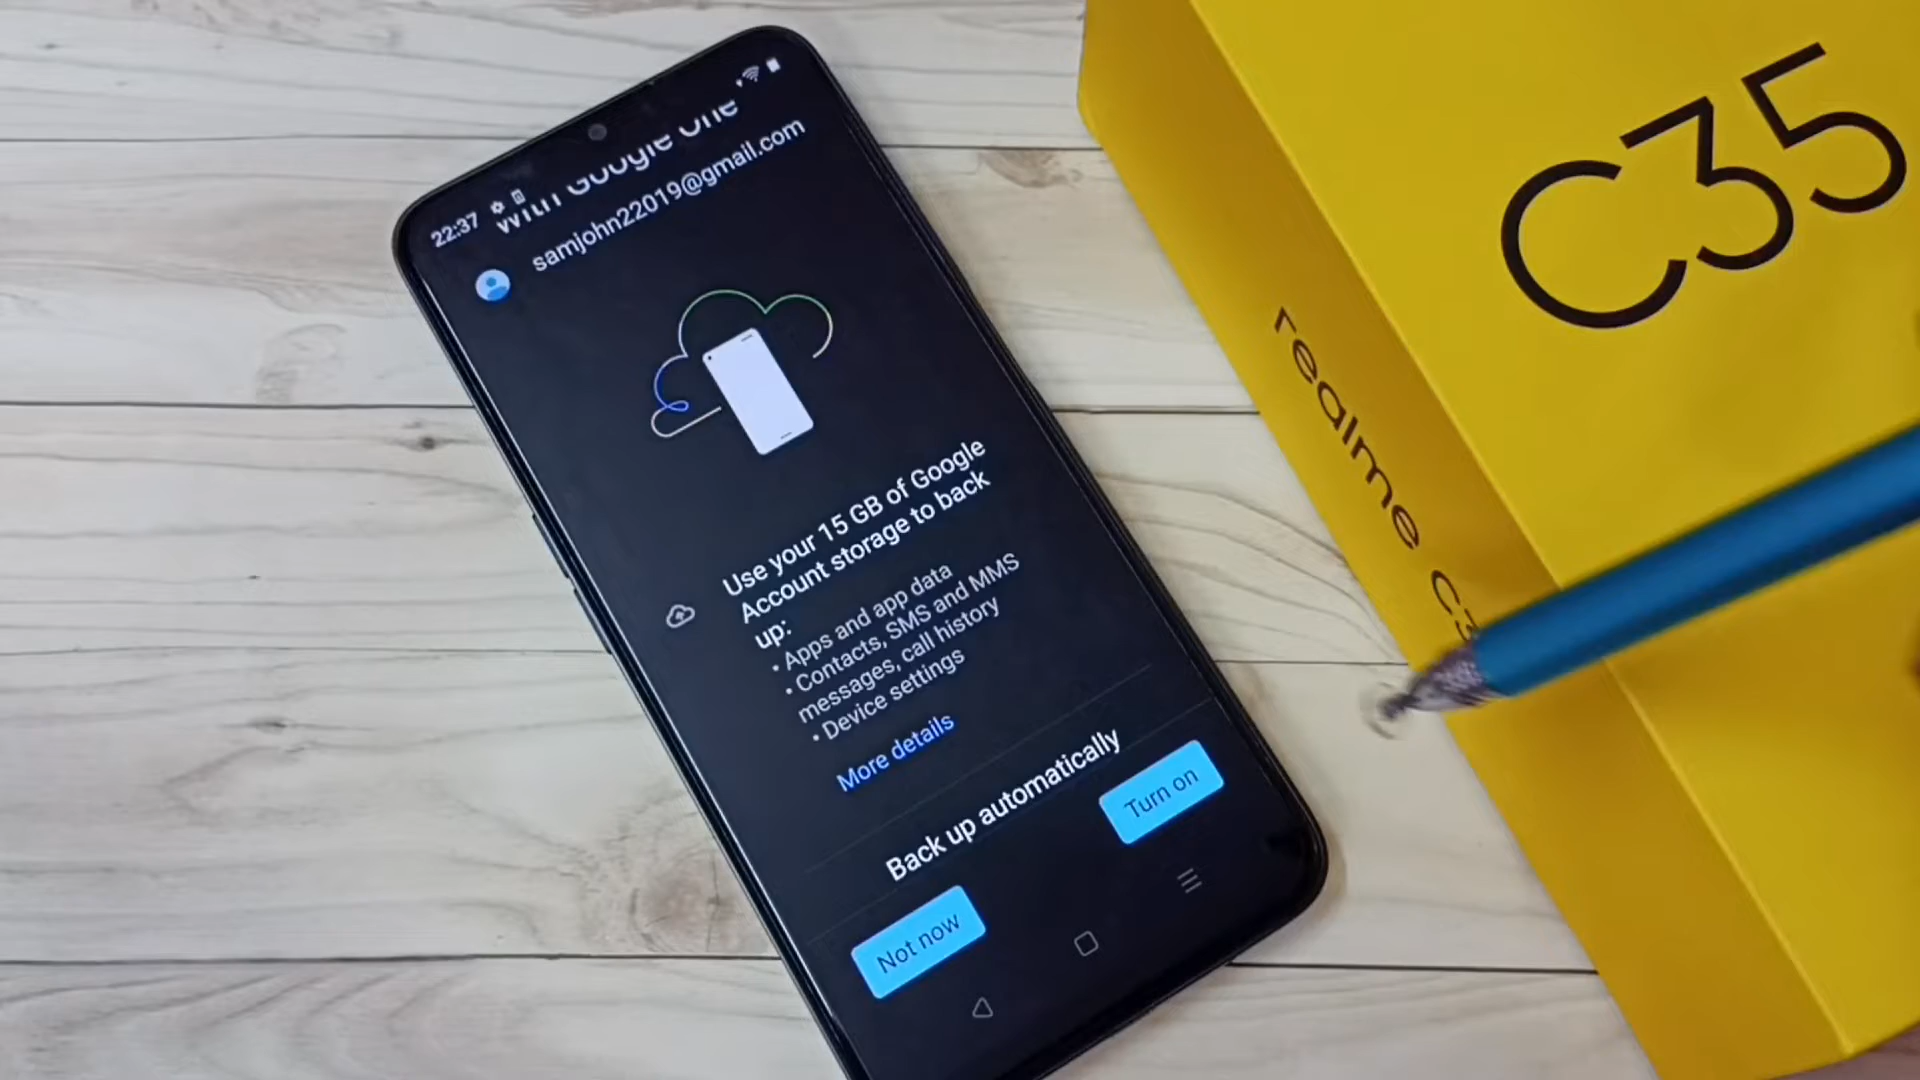 22:37
with Google One
samjohn22019@gmail.com
Use your 15 GB of Google
Account storage to back
up:
• Apps and app data
• Contacts, SMS and MMS
messages, call history
• Device settings
More details
Back up automatically
Not now
Turn on
C35
realme